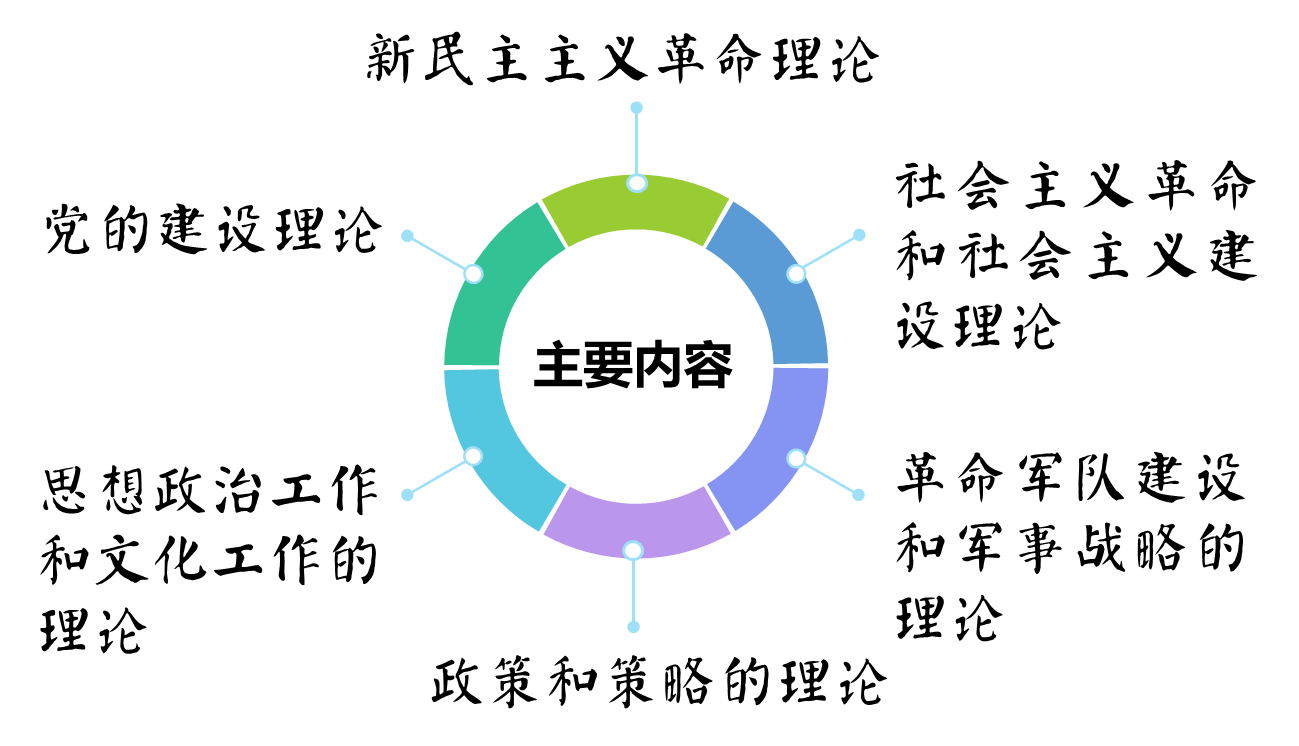 新民主主义革命理论
社会主义革命
和社会主义建
设理论
革命军队建设
和军事战略的
理论
政策和策略的理论
思想政治工作
和文化工作的
理论
党的建设理论
主要内容